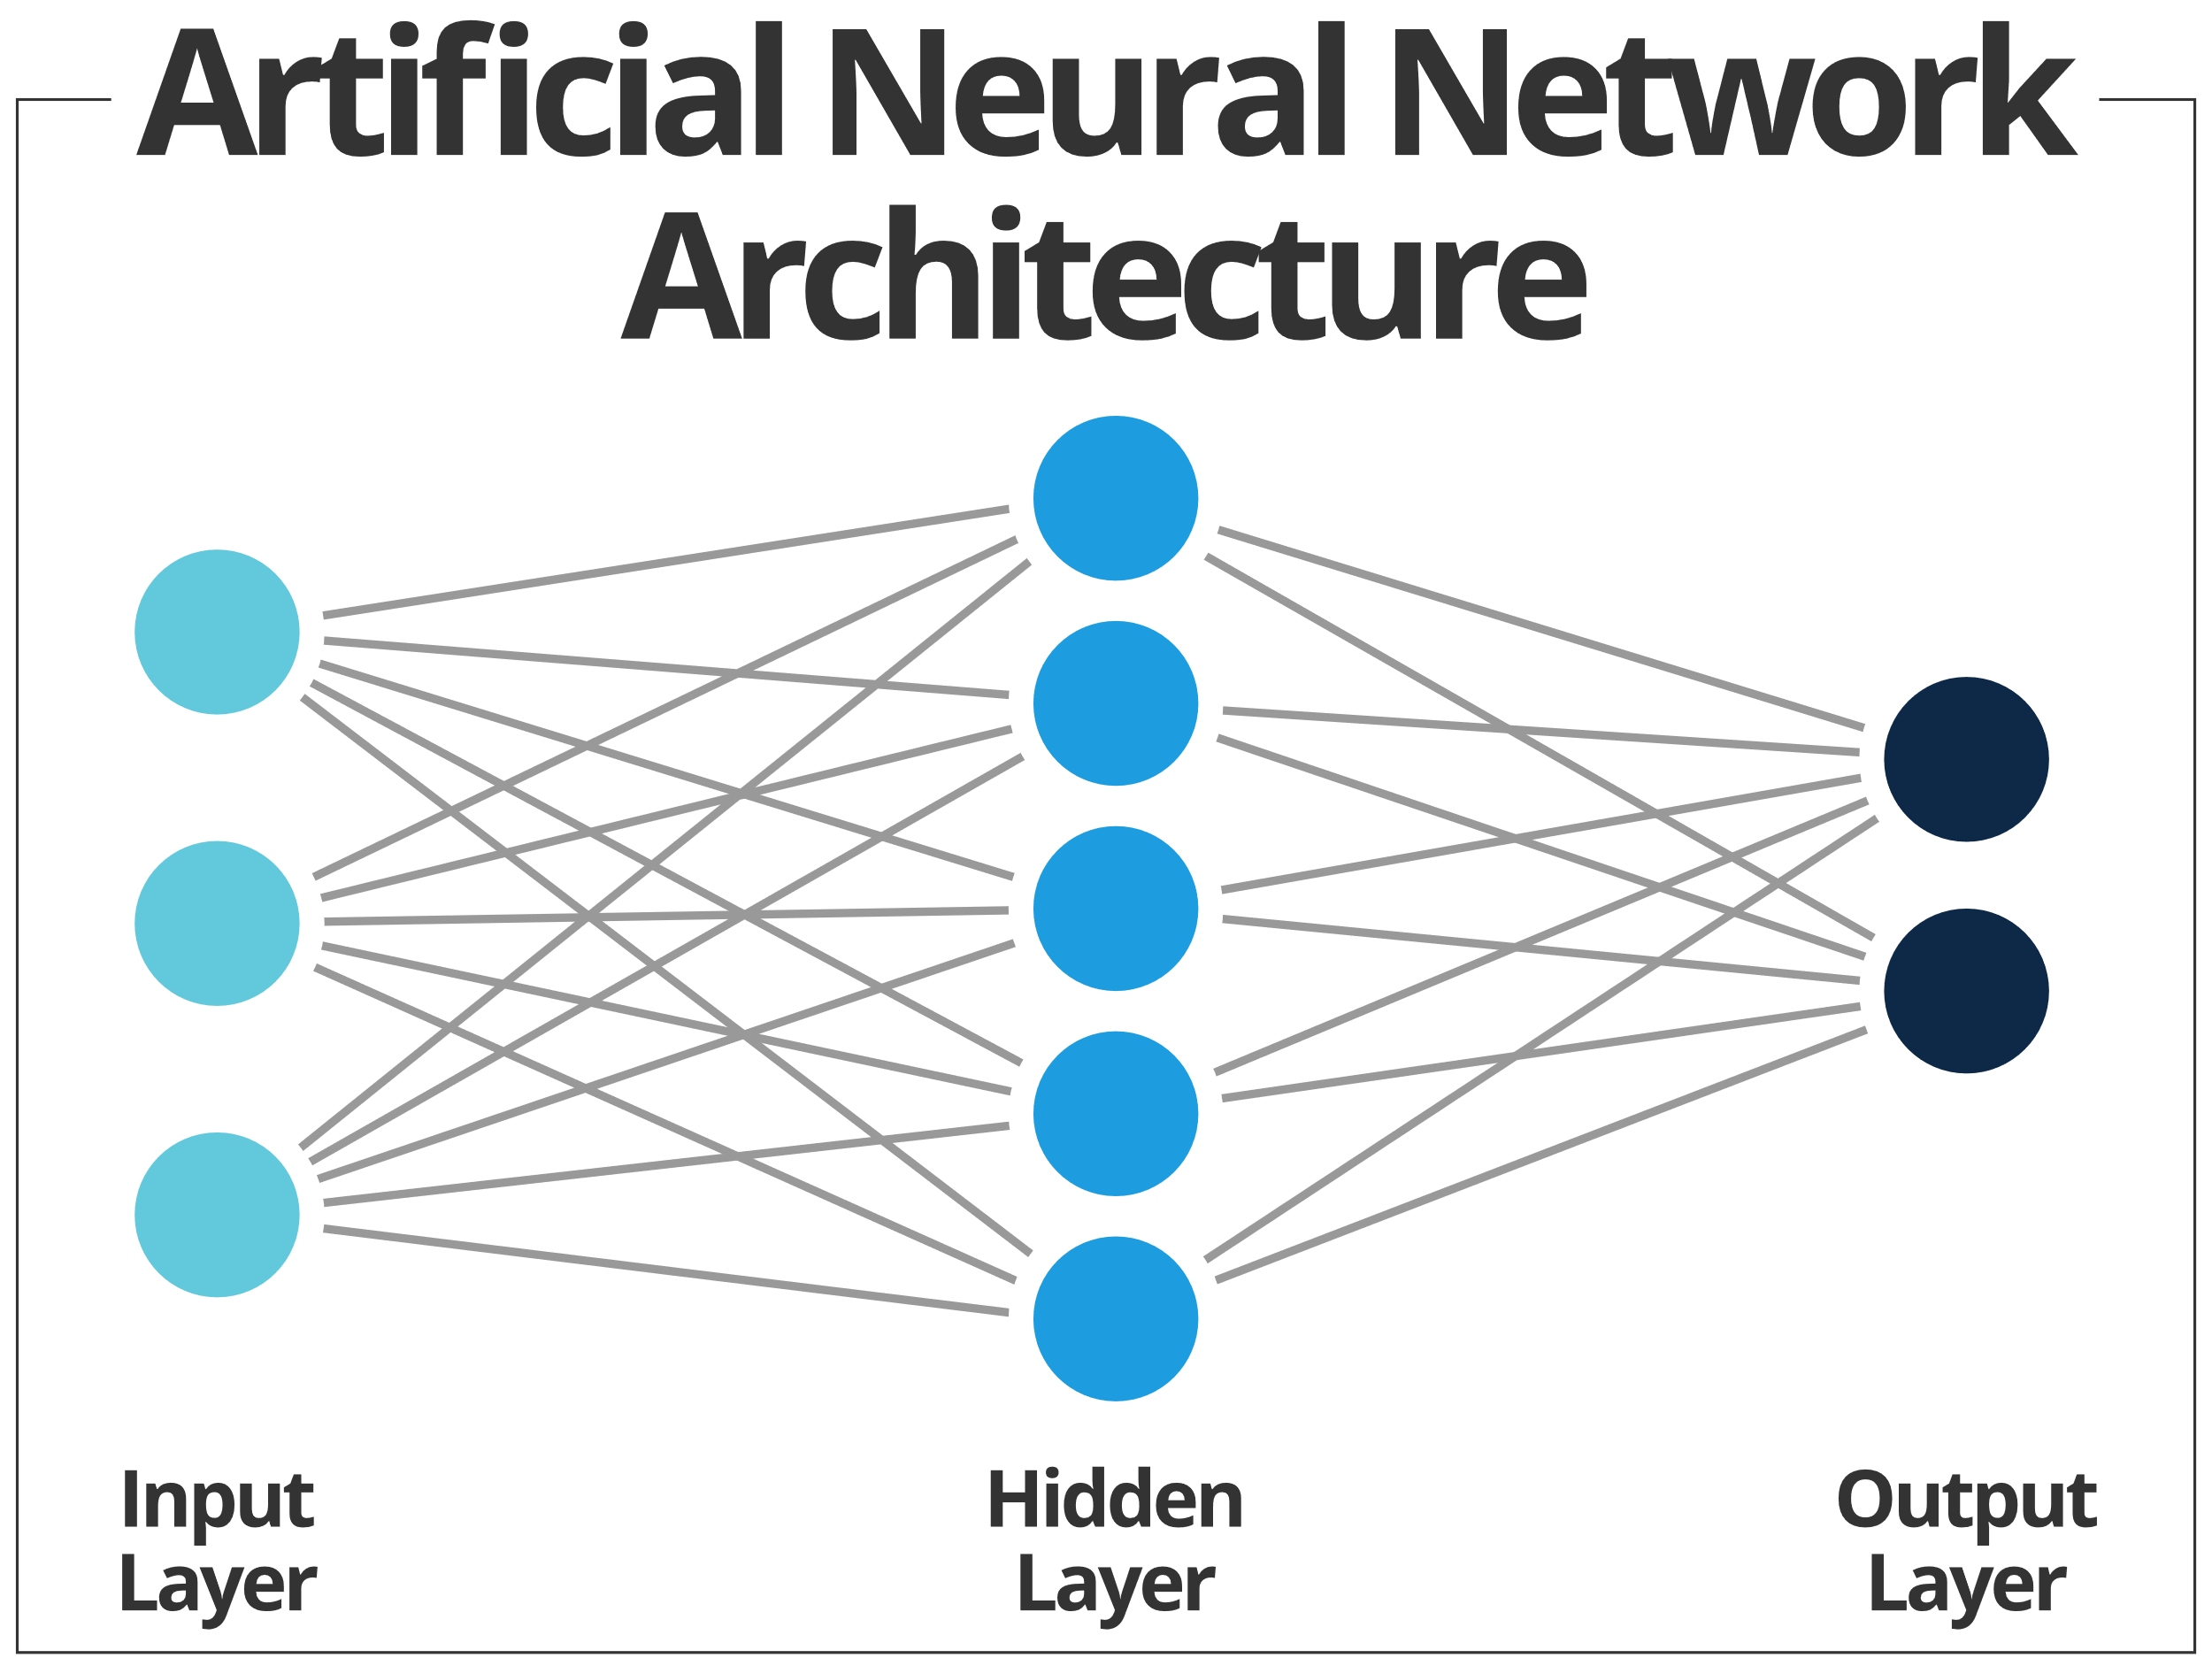 Artificial Neural Network
Architecture
Input
Layer
Hidden
Layer
Output
Layer